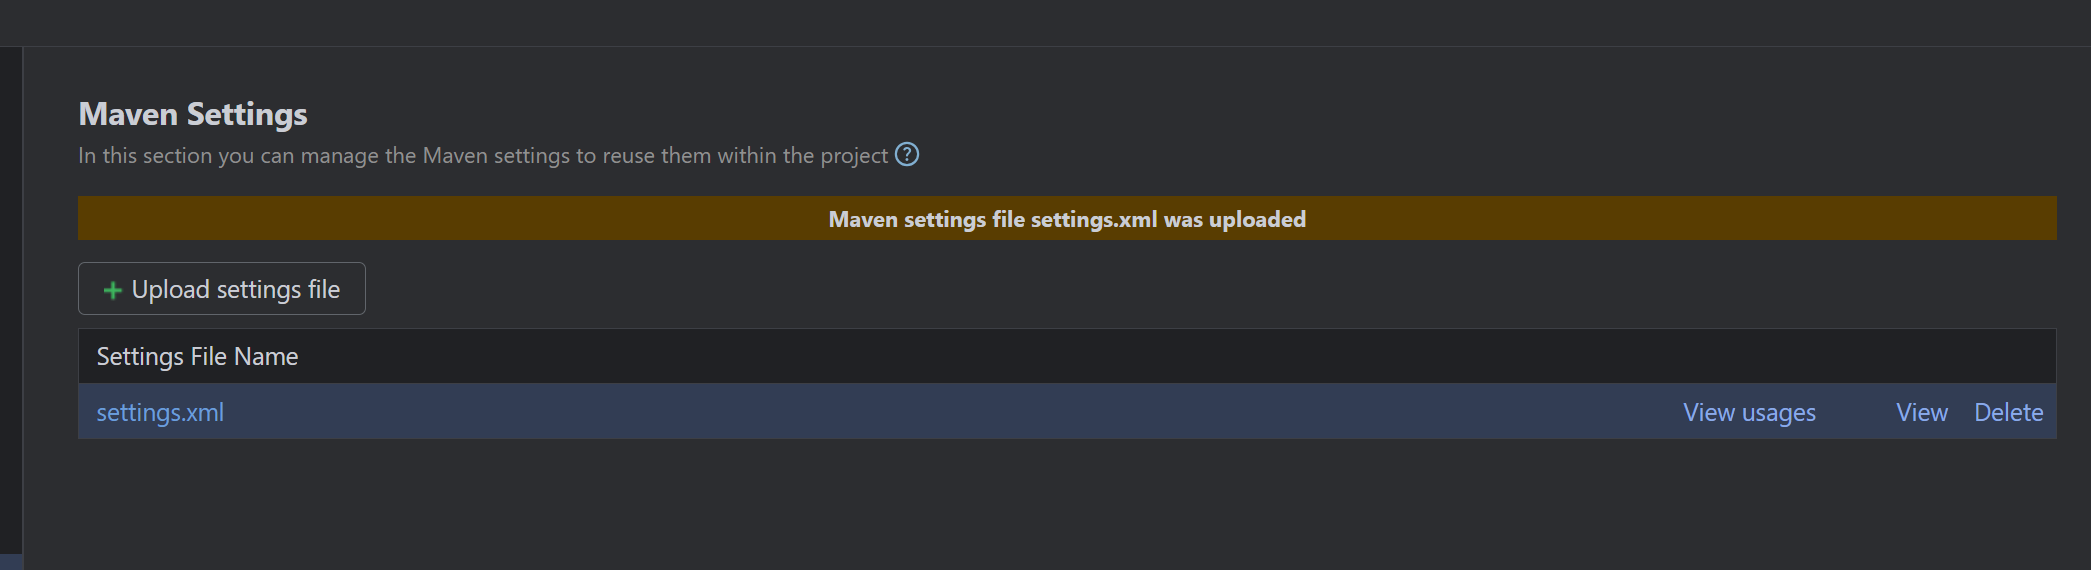 Maven Settings
In this section you can manage the Maven settings to reuse them within the project ?
Maven settings file settings.xml was uploaded
+ Upload settings file
Settings File Name
settings.xml View usages View Delete